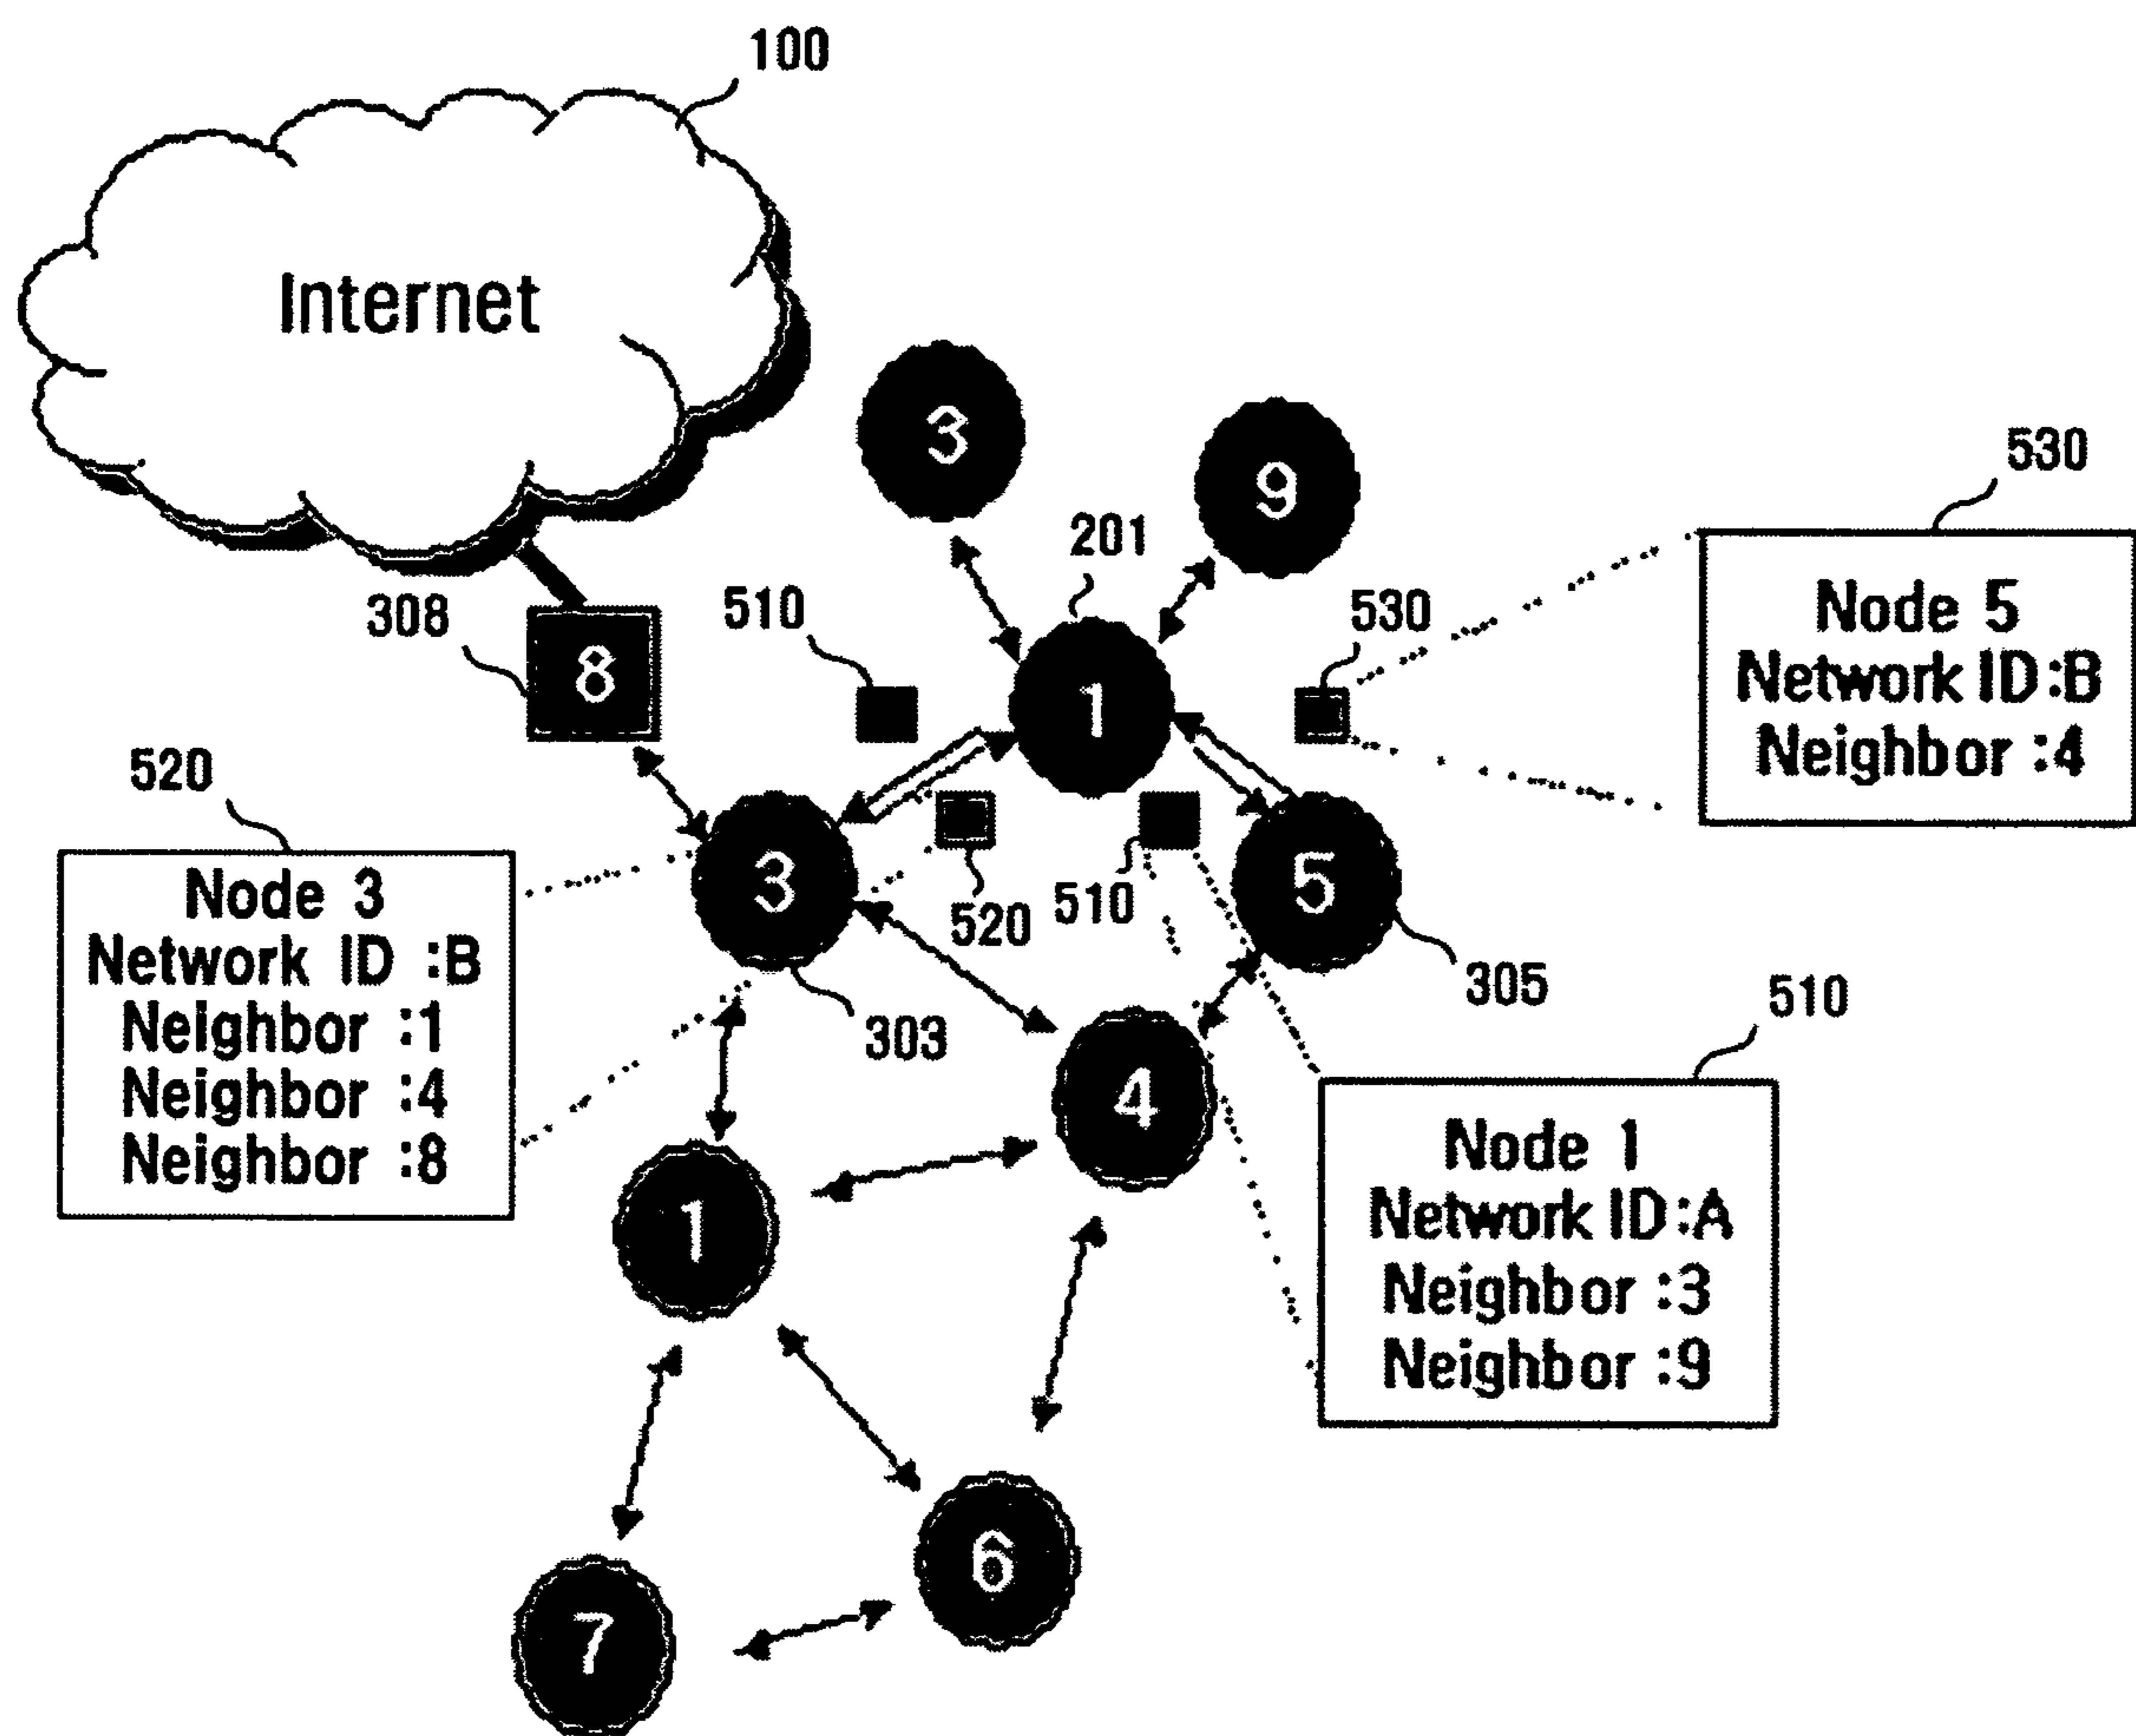 100
Internet
3
9
530
201
308
510
530
8
1
Node 5
Network ID :B
Neighbor :4
520
3
5
520
510
305
Node 3
Network ID :B
Neighbor :1
Neighbor :4
Neighbor :8
303
510
4
1
Node 1
Network ID :A
Neighbor :3
Neighbor :9
6
7